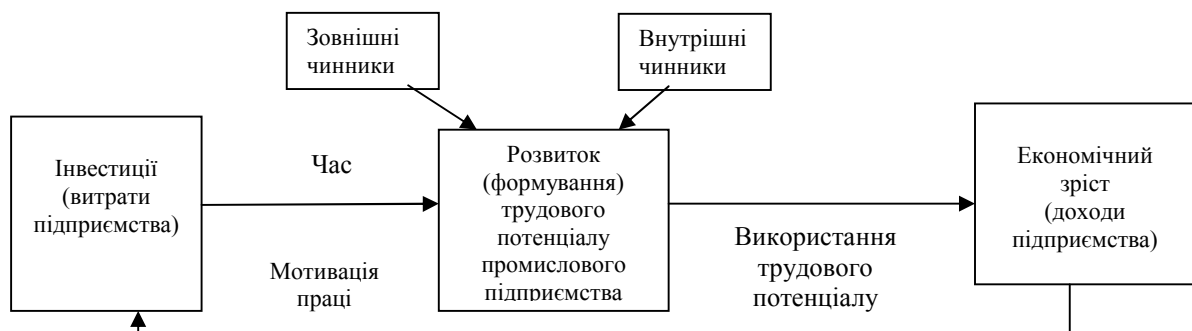 Зовнішні
чинники
Внутрішні
чинники
Інвестиції
(витрати
підприємства)
Час
Мотивація
праці
Розвиток
(формування)
трудового
потенціалу
промислового
підприємства
Використання
трудового
потенціалу
Економічний
зріст
(доходи
підприємства)